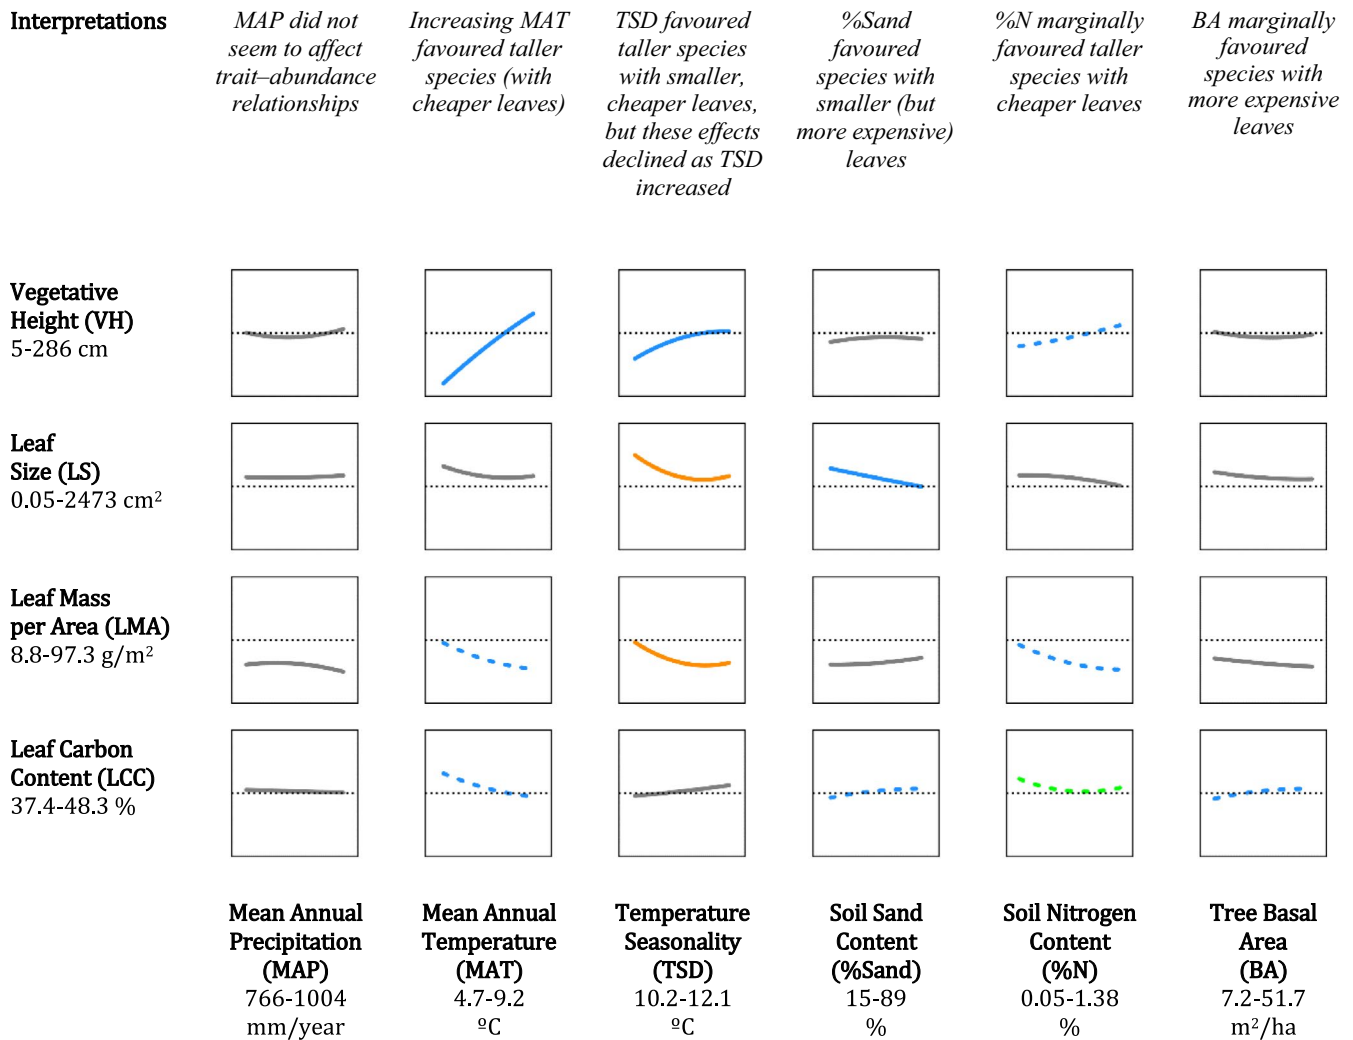 Interpretations
MAP did not
seem to affect
trait–abundance
relationships
Increasing MAT
favoured taller
species (with
cheaper leaves)
TSD favoured
taller species
with smaller,
cheaper leaves,
but these effects
declined as TSD
increased
%Sand
favoured
species with
smaller (but
more expensive)
leaves
%N marginally
favoured taller
species with
cheaper leaves
BA marginally
favoured
species with
more expensive
leaves
Vegetative
Height (VH)
5-286 cm
Leaf
Size (LS)
0.05-2473 cm²
Leaf Mass
per Area (LMA)
8.8-97.3 g/m²
Leaf Carbon
Content (LCC)
37.4-48.3 %
Mean Annual
Precipitation
(MAP)
766-1004
mm/year
Mean Annual
Temperature
(MAT)
4.7-9.2
ºC
Temperature
Seasonality
(TSD)
10.2-12.1
ºC
Soil Sand
Content
(%Sand)
15-89
%
Soil Nitrogen
Content
(%N)
0.05-1.38
%
Tree Basal
Area
(BA)
7.2-51.7
m²/ha